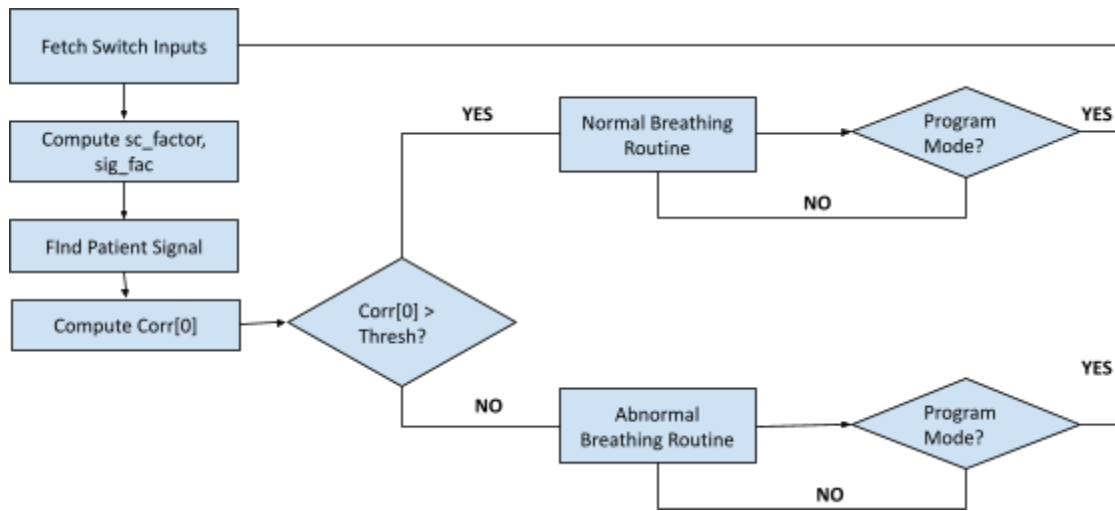 Fetch Switch Inputs
Compute sc_factor,
sig_fac
FInd Patient Signal
Compute Corr[0]
Corr[0] >
Thresh?
YES
Normal Breathing
Routine
Program
Mode?
YES
NO
NO
Abnormal
Breathing Routine
Program
Mode?
YES
NO